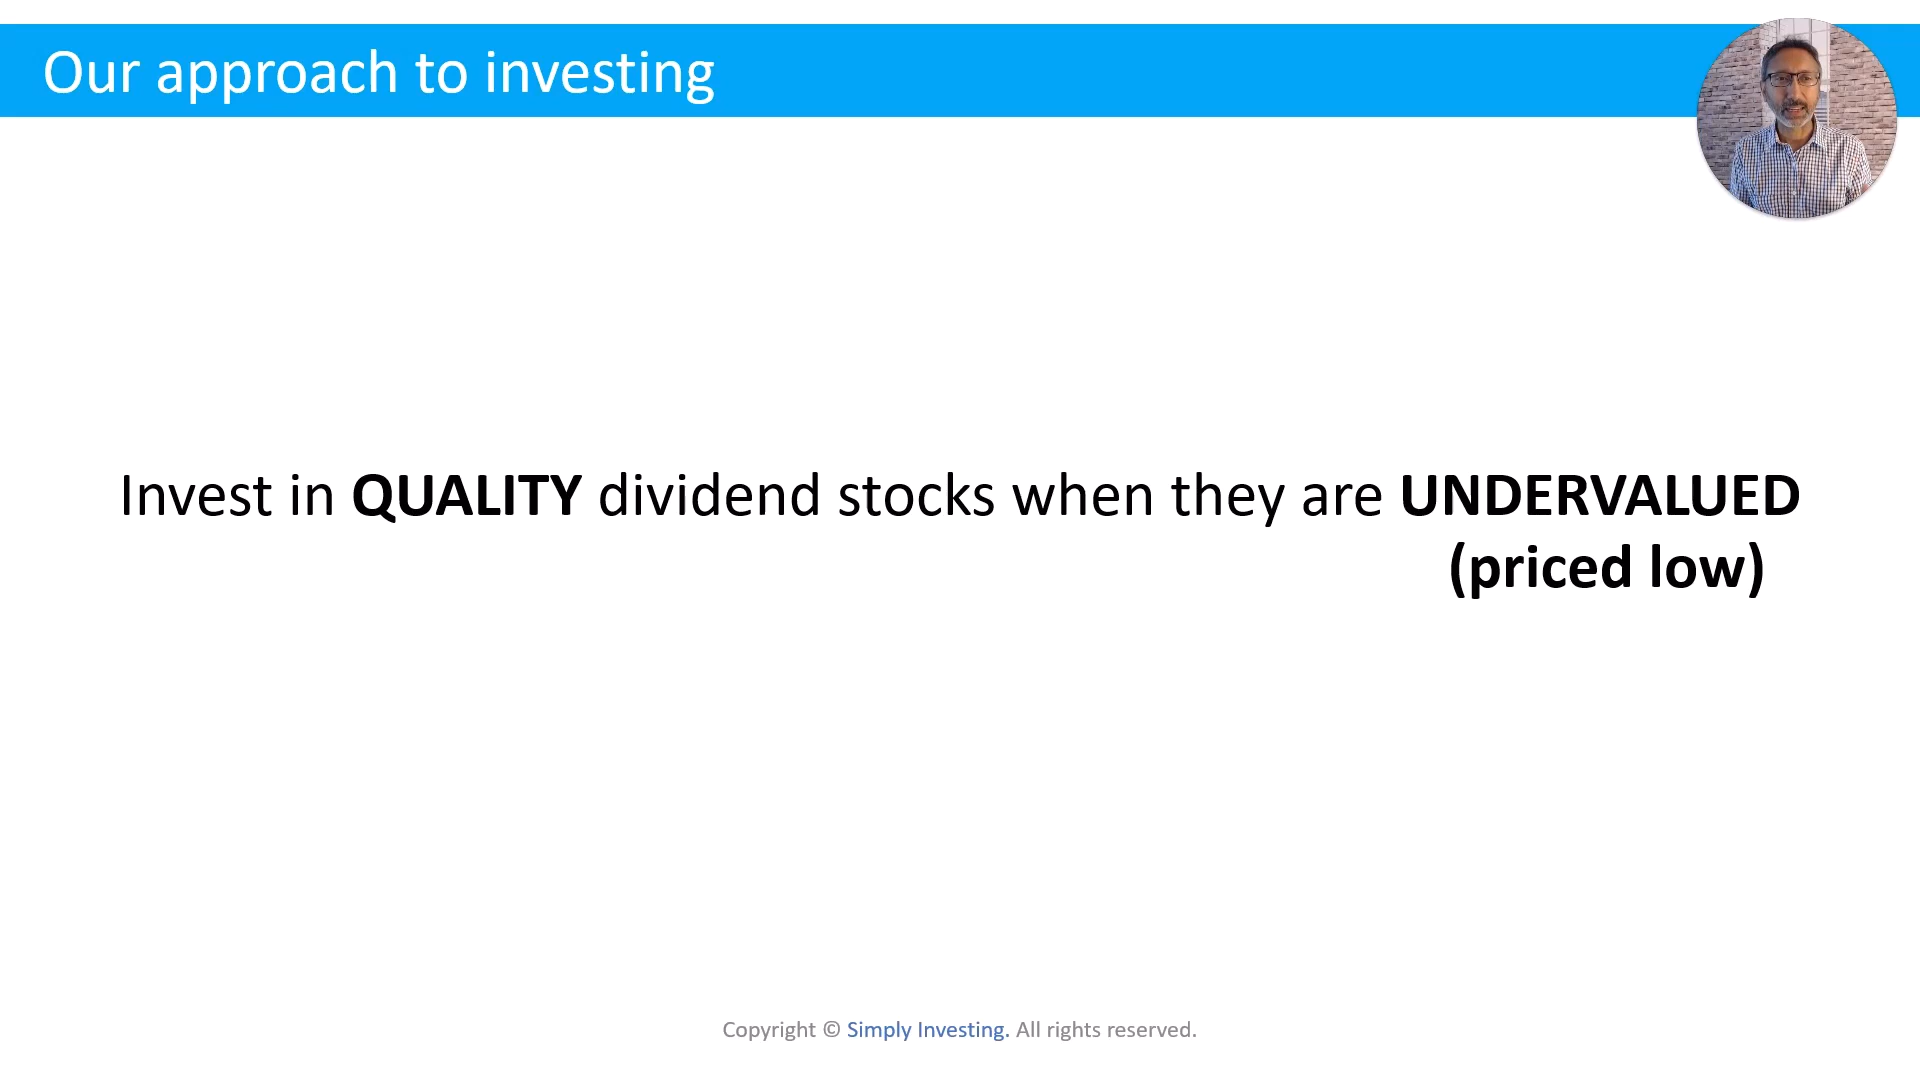 Our approach to investing
Invest in QUALITY dividend stocks when they are UNDERVALUED
(priced low)
Copyright © Simply Investing. All rights reserved.